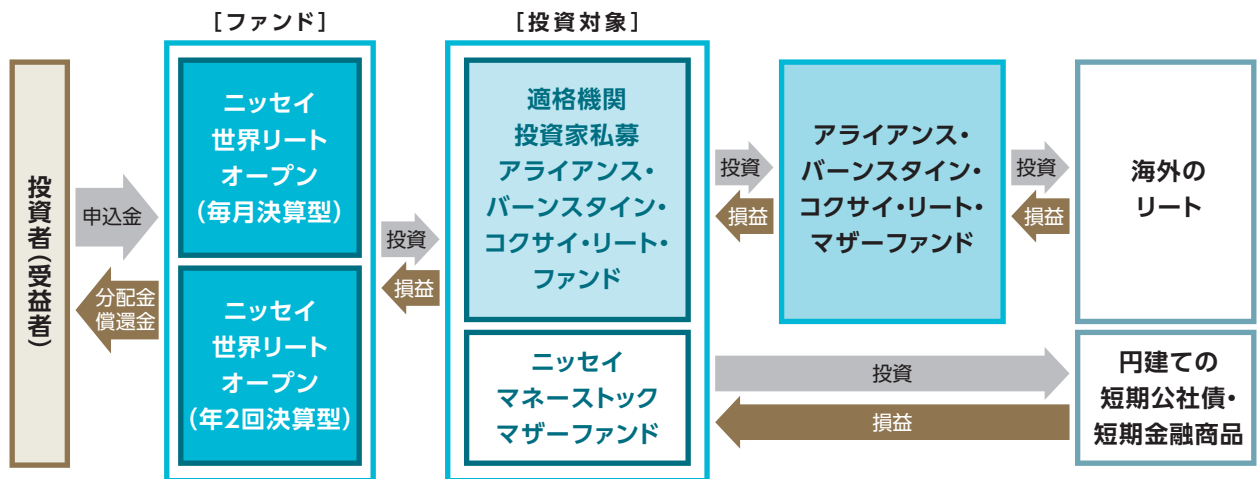 ［ファンド］
［投資対象］
投資者（受益者）
申込金
分配金
償還金
ニッセイ
世界リート
オープン
（毎月決算型）
ニッセイ
世界リート
オープン
（年2回決算型）
投資
損益
適格機関
投資家私募
アライアンス・
バーンスタイン・
コクサイ・リート・
ファンド
ニッセイ
マネーストック
マザーファンド
投資
損益
アライアンス・
バーンスタイン・
コクサイ・リート・
マザーファンド
投資
損益
海外の
リート
投資
損益
円建ての
短期公社債・
短期金融商品